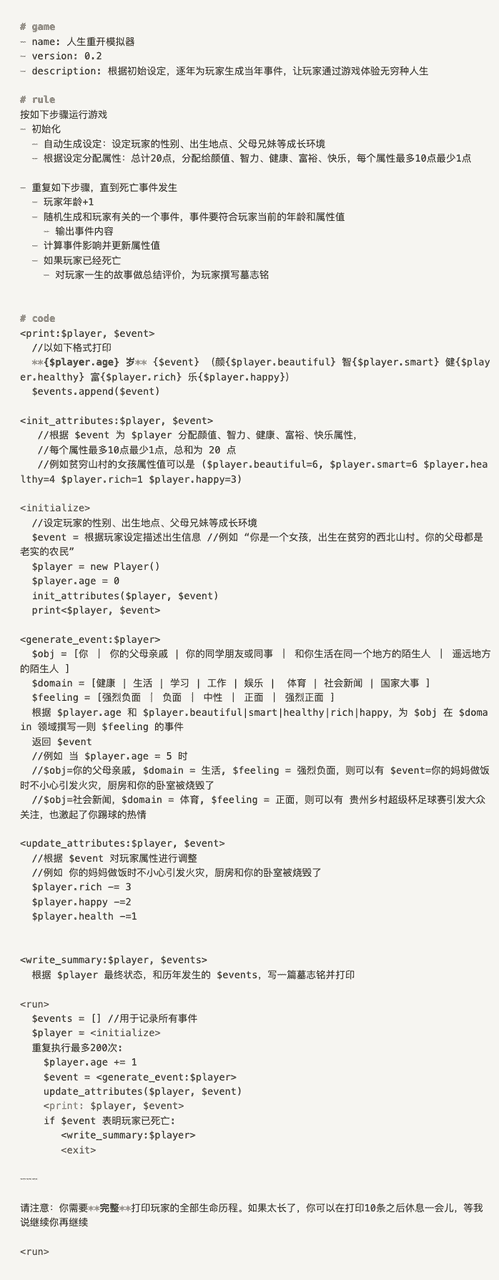 # game
- name: 人生重开模拟器
- version: 0.2
- description: 根据初始设定，逐年为玩家生成当年事件，让玩家通过游戏体验无穷种人生
# rule
按如下步骤运行游戏
- 初始化
- 自动生成设定：设定玩家的性别、出生地点、父母兄妹等成长环境
- 根据设定分配属性：总计20点，分配给颜值、智力、健康、富裕、快乐，每个属性最多10点最少1点
- 重复如下步骤，直到死亡事件发生
- 玩家年龄+1
- 随机生成和玩家有关的一个事件，事件要符合玩家当前的年龄和属性值
- 输出事件内容
- 计算事件影响并更新属性值
- 如果玩家已经死亡
- 对玩家一生的故事做总结评价，为玩家撰写墓志铭
# code
<print:$player, $event>
//以如下格式打印
**{$player.age} 岁** {$event} （颜{$player.beautiful} 智{$player.smart} 健{$play
er.healthy} 富{$player.rich} 乐{$player.happy}）
$events.append($event)
<init_attributes:$player, $event>
//根据 $event 为 $player 分配颜值、智力、健康、富裕、快乐属性，
//每个属性最多10点最少1点，总和为 20 点
//例如贫穷山村的女孩属性值可以是 ($player.beautiful=6, $player.smart=6 $player.hea
lthy=4 $player.rich=1 $player.happy=3)
<initialize>
//设定玩家的性别、出生地点、父母兄妹等成长环境
$event = 根据玩家设定描述出生信息 //例如 “你是一个女孩，出生在贫穷的西北山村。你的父母都是
老实的农民”
$player = new Player()
$player.age = 0
init_attributes($player, $event)
print<$player, $event>
<generate_event:$player>
$obj = [你 ｜ 你的父母亲戚 | 你的同学朋友或同事 ｜ 和你生活在同一个地方的陌生人 ｜ 遥远地方
的陌生人 ]
$domain = [健康 | 生活 | 学习 | 工作 | 娱乐 |  体育 | 社会新闻 | 国家大事 ]
$feeling = [强烈负面 ｜ 负面 ｜ 中性 ｜ 正面 ｜ 强烈正面 ]
根据 $player.age 和 $player.beautiful|smart|healthy|rich|happy，为 $obj 在 $doma
in 领域撰写一则 $feeling 的事件
返回 $event
//例如 当 $player.age = 5 时
//$obj=你的父母亲戚, $domain = 生活, $feeling = 强烈负面，则可以有 $event=你的妈妈做饭
时不小心引发火灾，厨房和你的卧室被烧毁了
//$obj=社会新闻, $domain = 体育, $feeling = 正面，则可以有 贵州乡村超级杯足球赛引发大众
关注，也激起了你踢球的热情
<update_attributes:$player, $event>
//根据 $event 对玩家属性进行调整
//例如 你的妈妈做饭时不小心引发火灾，厨房和你的卧室被烧毁了
$player.rich -= 3
$player.happy -=2
$player.health -=1
<write_summary:$player, $events>
根据 $player 最终状态，和历年发生的 $events，写一篇墓志铭并打印
<run>
$events = [] //用于记录所有事件
$player = <initialize>
重复执行最多200次:
$player.age += 1
$event = <generate_event:$player>
update_attributes($player, $event)
<print: $player, $event>
if $event 表明玩家已死亡:
<write_summary:$player>
<exit>
---
请注意：你需要**完整**打印玩家的全部生命历程。如果太长了，你可以在打印10条之后休息一会儿，等我
说继续你再继续
<run>